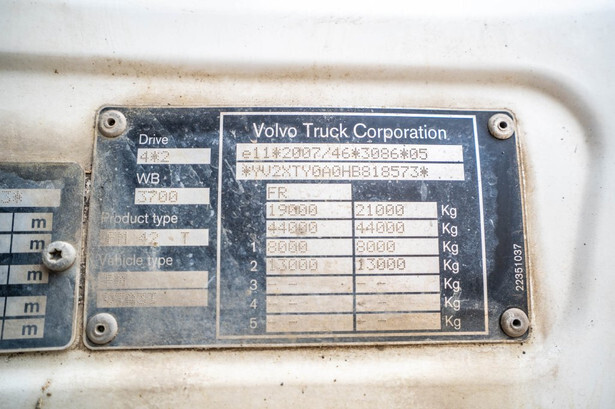 3*
m
m
m
m
m
Drive
4*2
WB
3700
Product type
42 T
Vehicle type
Volvo Truck Corporation
e11*2007/46*3086*05
*YV2XTY0A0HB818573*
FR
19000 21000 Kg
44000 44000 Kg
1 8000 8000 Kg
2 13000 13000 Kg
3 - - Kg
4 - - Kg
5 Kg
22351037